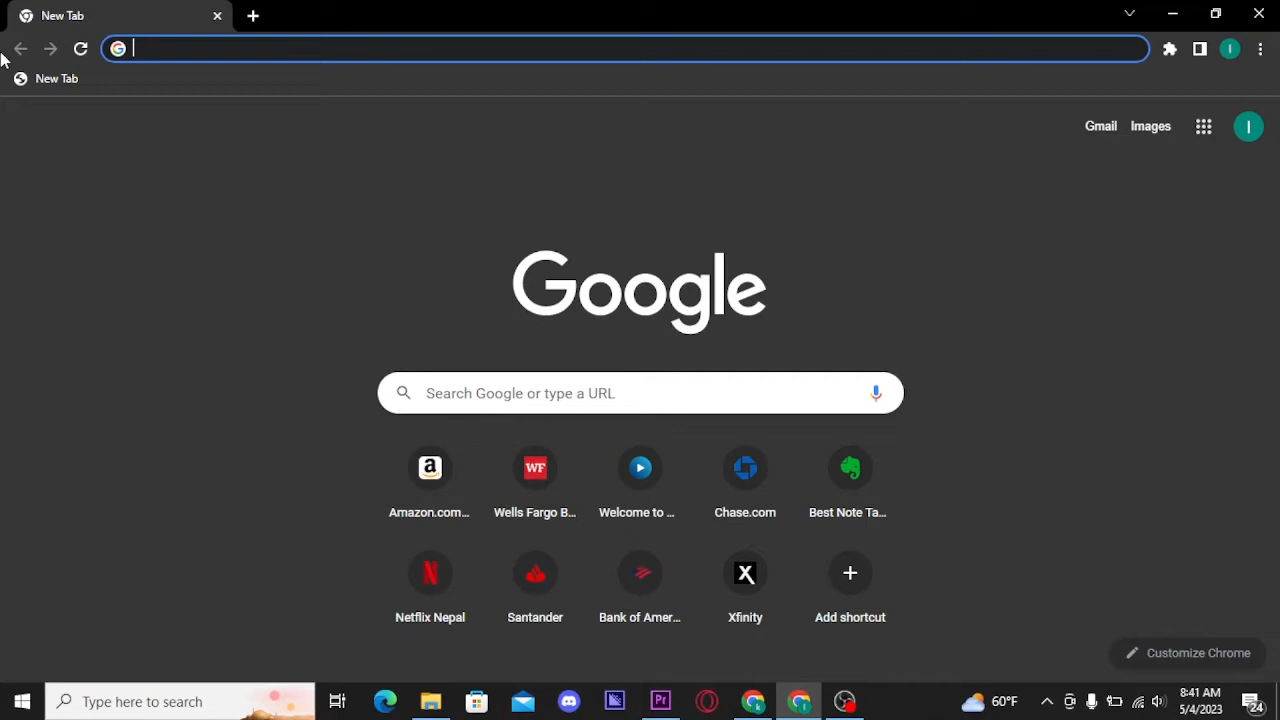 New Tab
New Tab
Gmail Images
I
I
Google
Search Google or type a URL
a
WF
Amazon.com...
Wells Fargo B...
Welcome to ...
Chase.com
Best Note Ta...
N
X
Netflix Nepal
Santander
Bank of Amer...
Xfinity
Add shortcut
Customize Chrome
Type here to search
Pr
60°F
8:41 AM
5/4/2023
24